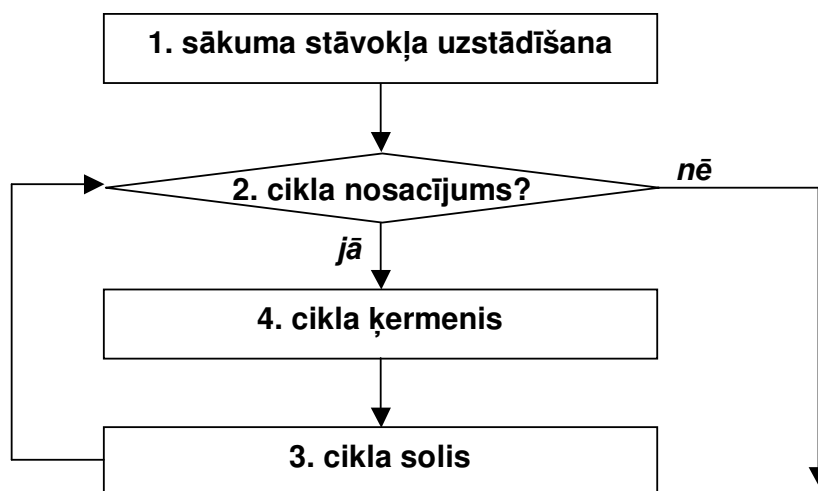 1. sākuma stāvokļa uzstādīšana
2. cikla nosacījums?
nē
jā
4. cikla ķermenis
3. cikla solis